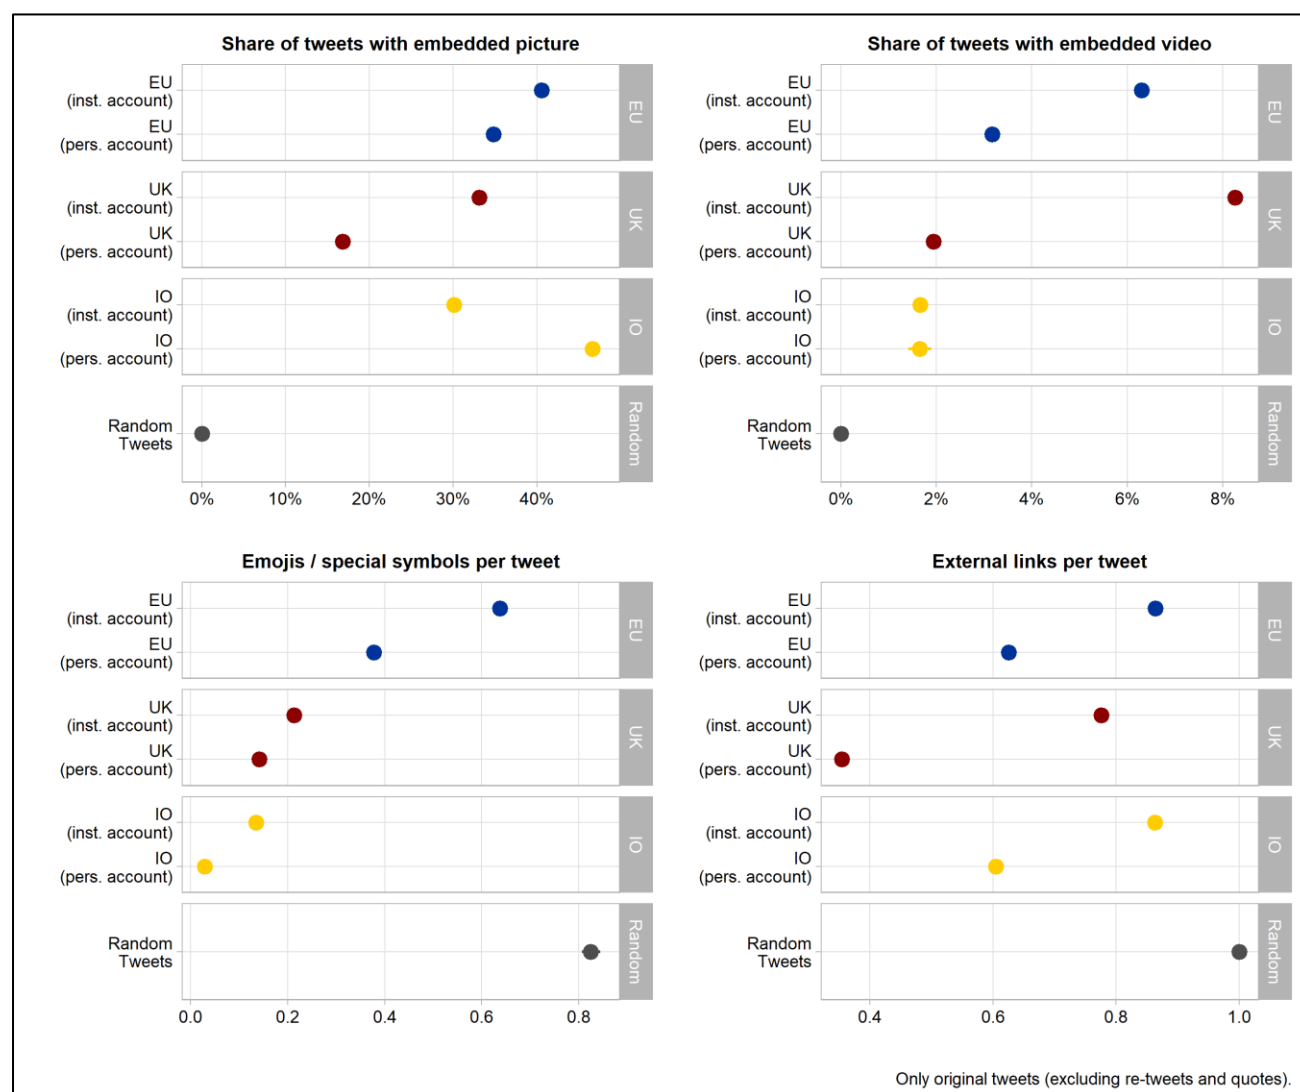 Share of tweets with embedded picture
EU
(inst. account)
EU
(pers. account)
EU
UK
(inst. account)
UK
(pers. account)
UK
IO
(inst. account)
IO
(pers. account)
IO
Random
Tweets
Random
0% 10% 20% 30% 40%
Share of tweets with embedded video
EU
(inst. account)
EU
(pers. account)
EU
UK
(inst. account)
UK
(pers. account)
UK
IO
(inst. account)
IO
(pers. account)
IO
Random
Tweets
Random
0% 2% 4% 6% 8%
Emojis / special symbols per tweet
EU
(inst. account)
EU
(pers. account)
EU
UK
(inst. account)
UK
(pers. account)
UK
IO
(inst. account)
IO
(pers. account)
IO
Random
Tweets
Random
0.0 0.2 0.4 0.6 0.8
External links per tweet
EU
(inst. account)
EU
(pers. account)
EU
UK
(inst. account)
UK
(pers. account)
UK
IO
(inst. account)
IO
(pers. account)
IO
Random
Tweets
Random
0.4 0.6 0.8 1.0
Only original tweets (excluding re-tweets and quotes).